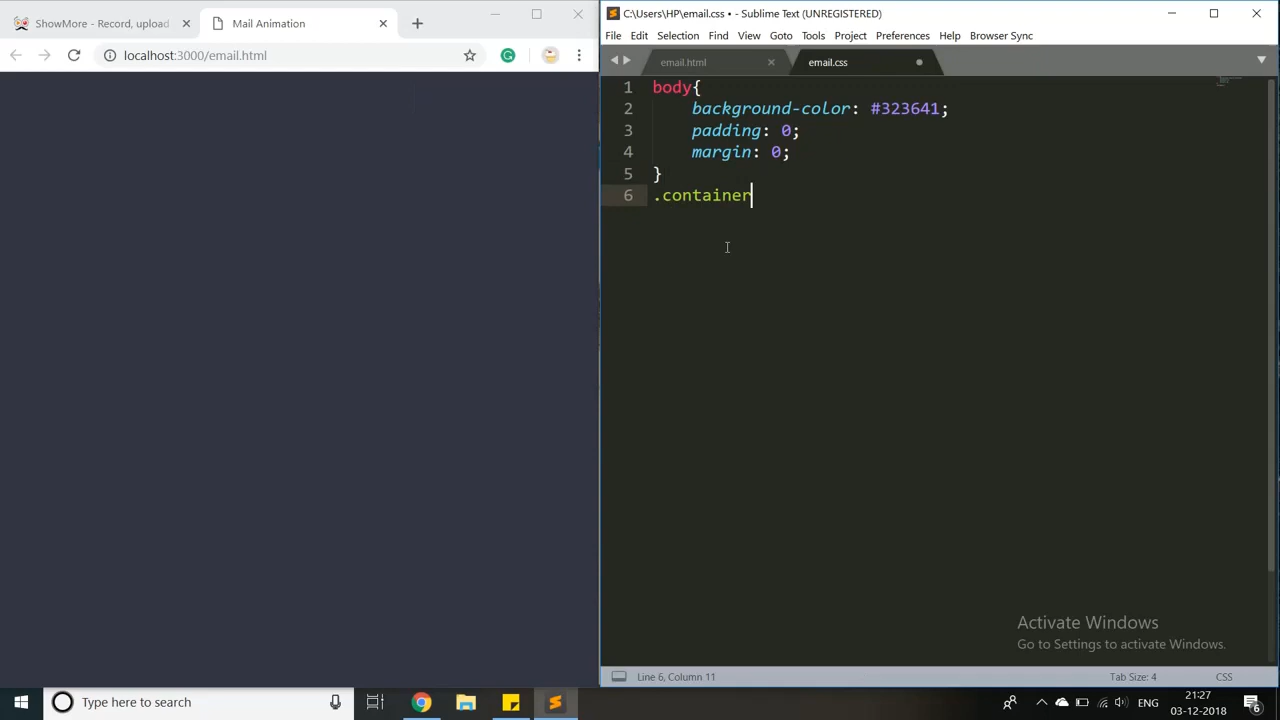 ShowMore - Record, upload
Mail Animation
localhost:3000/email.html
C:\Users\HP\email.css • - Sublime Text (UNREGISTERED)
File Edit Selection Find View Goto Tools Project Preferences Help Browser Sync
email.html
email.css
1 body{
2 background-color: #323641;
3 padding: 0;
4 margin: 0;
5 }
6 .container
Activate Windows
Go to Settings to activate Windows.
Line 6, Column 11
Tab Size: 4
CSS
Type here to search
ENG
21:27
03-12-2018
6